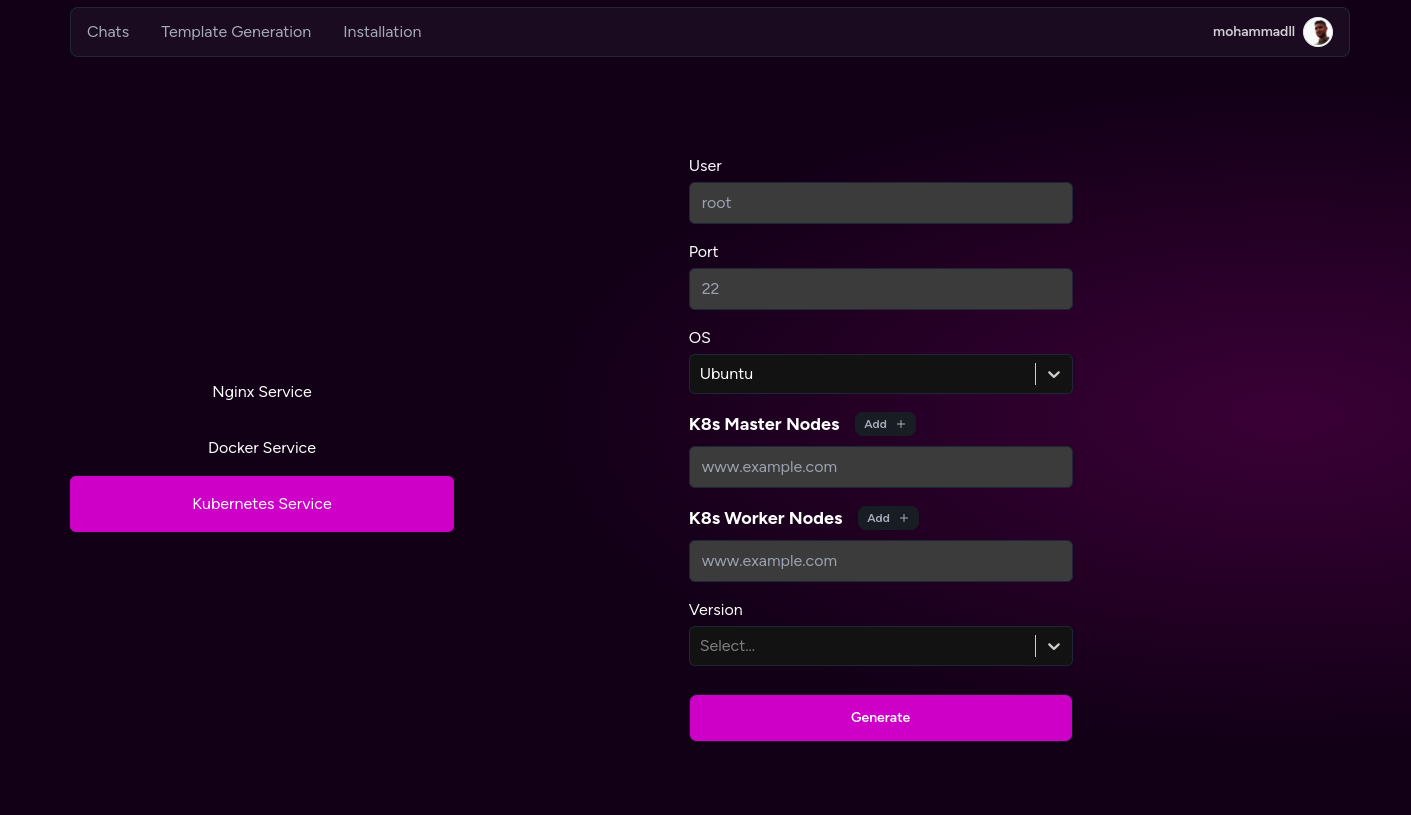 Chats Template Generation Installation mohammadll
Nginx Service
Docker Service
Kubernetes Service
User
root
Port
22
OS
Ubuntu
K8s Master Nodes Add +
www.example.com
K8s Worker Nodes Add +
www.example.com
Version
Select...
Generate